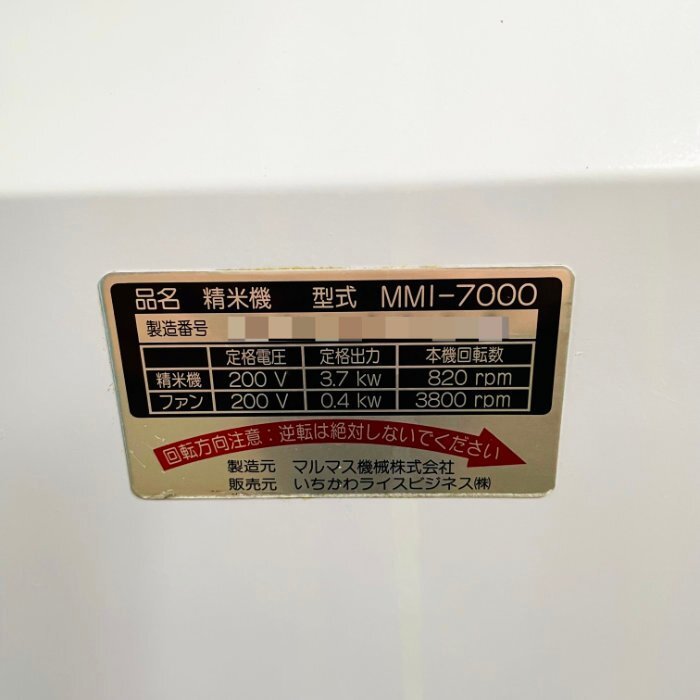 品名 精米機 型式 MMI-7000
製造番号
定格電圧 定格出力 本機回転数
精米機 200 V 3.7 kw 820 rpm
ファン 200 V 0.4 kw 3800 rpm
回転方向注意:逆転は絶対しないでください
製造元 マルマス機械株式会社
販売元 いちかわライスビジネス㈱